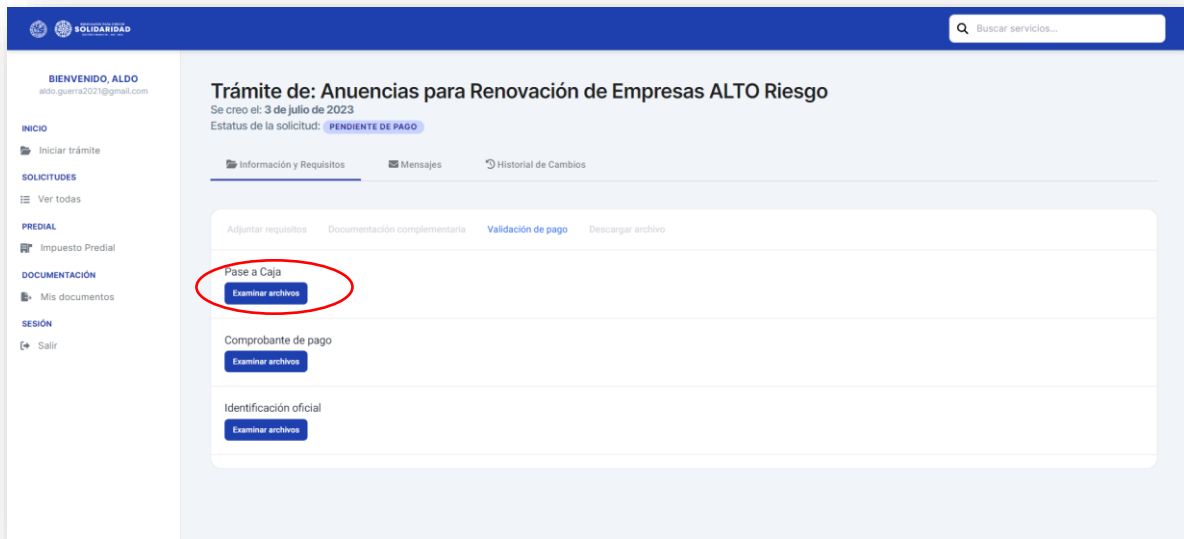 SOLIDARIDAD
Buscar servicios...
BIENVENIDO, ALDO
aldo.guerra2021@gmail.com
INICIO
Iniciar trámite
SOLICITUDES
Ver todas
PREDIAL
Impuesto Predial
DOCUMENTACIÓN
Mis documentos
SESIÓN
Salir
Trámite de: Anuencias para Renovación de Empresas ALTO Riesgo
Se creo el: 3 de julio de 2023
Estatus de la solicitud: PENDIENTE DE PAGO
Información y Requisitos Mensajes Historial de Cambios
Adjuntar requisitos Documentación complementaria Validación de pago Descargar archivo
Pase a Caja
Examinar archivos
Comprobante de pago
Examinar archivos
Identificación oficial
Examinar archivos